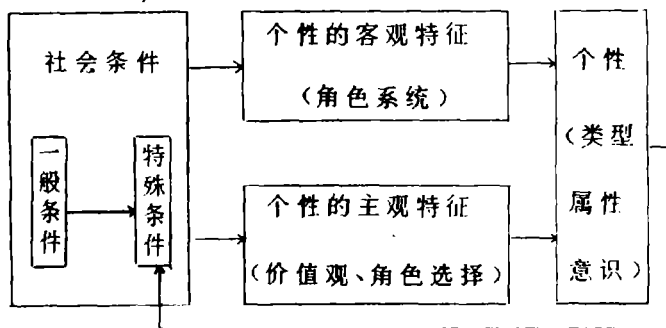 社会条件
一般条件
特殊条件
个性的客观特征
(角色系统)
个性的主观特征
(价值观、角色选择)
个性
(类型
属性
意识)